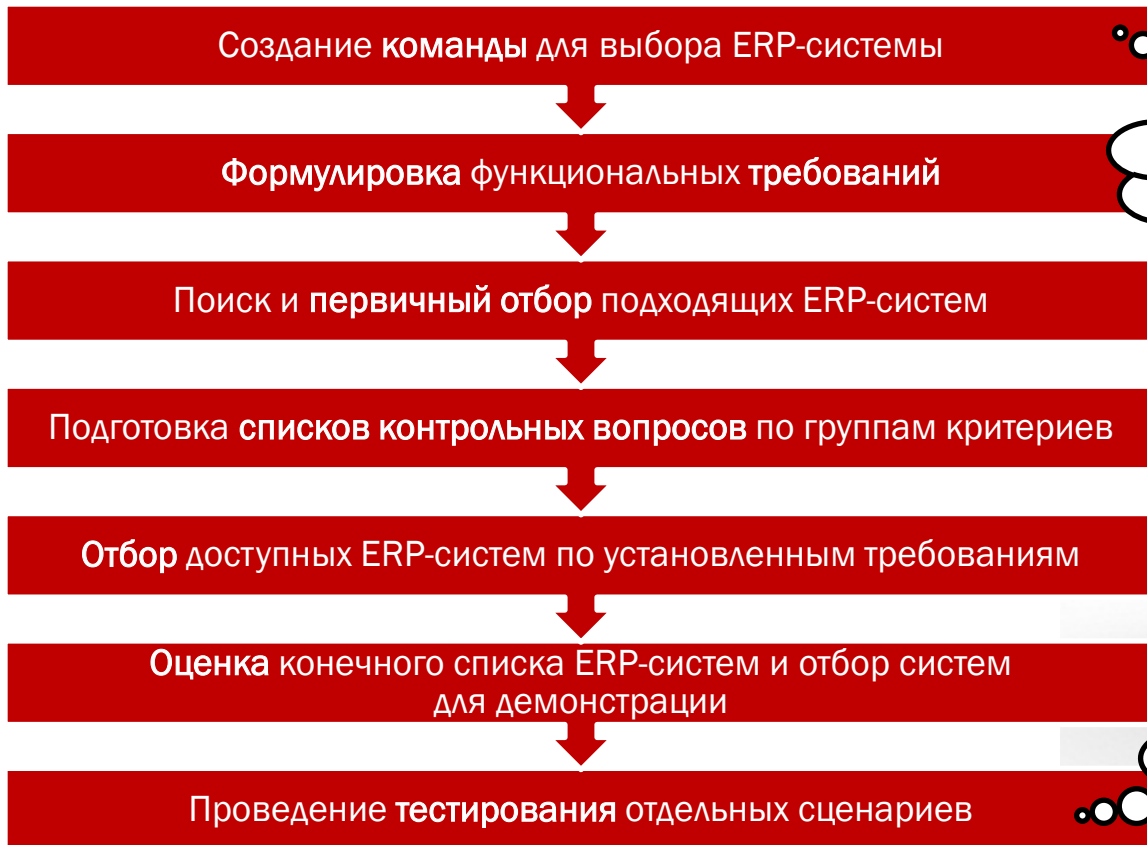 Создание команды для выбора ERP-системы
Формулировка функциональных требований
Поиск и первичный отбор подходящих ERP-систем
Подготовка списков контрольных вопросов по группам критериев
Отбор доступных ERP-систем по установленным требованиям
Оценка конечного списка ERP-систем и отбор систем
для демонстрации
Проведение тестирования отдельных сценариев